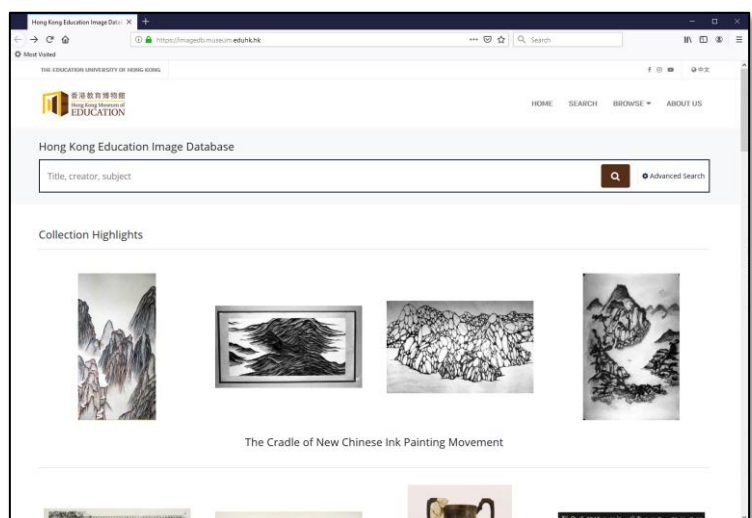 Hong Kong Education Image Datab
https://imagedb.museum.eduhk.hk
Search
Most Visited
THE EDUCATION UNIVERSITY OF HONG KONG
中文
香港教育博物館
Hong Kong Museum of
EDUCATION
HOME SEARCH BROWSE ABOUT US
Hong Kong Education Image Database
Title, creator, subject
Advanced Search
Collection Highlights
The Cradle of New Chinese Ink Painting Movement